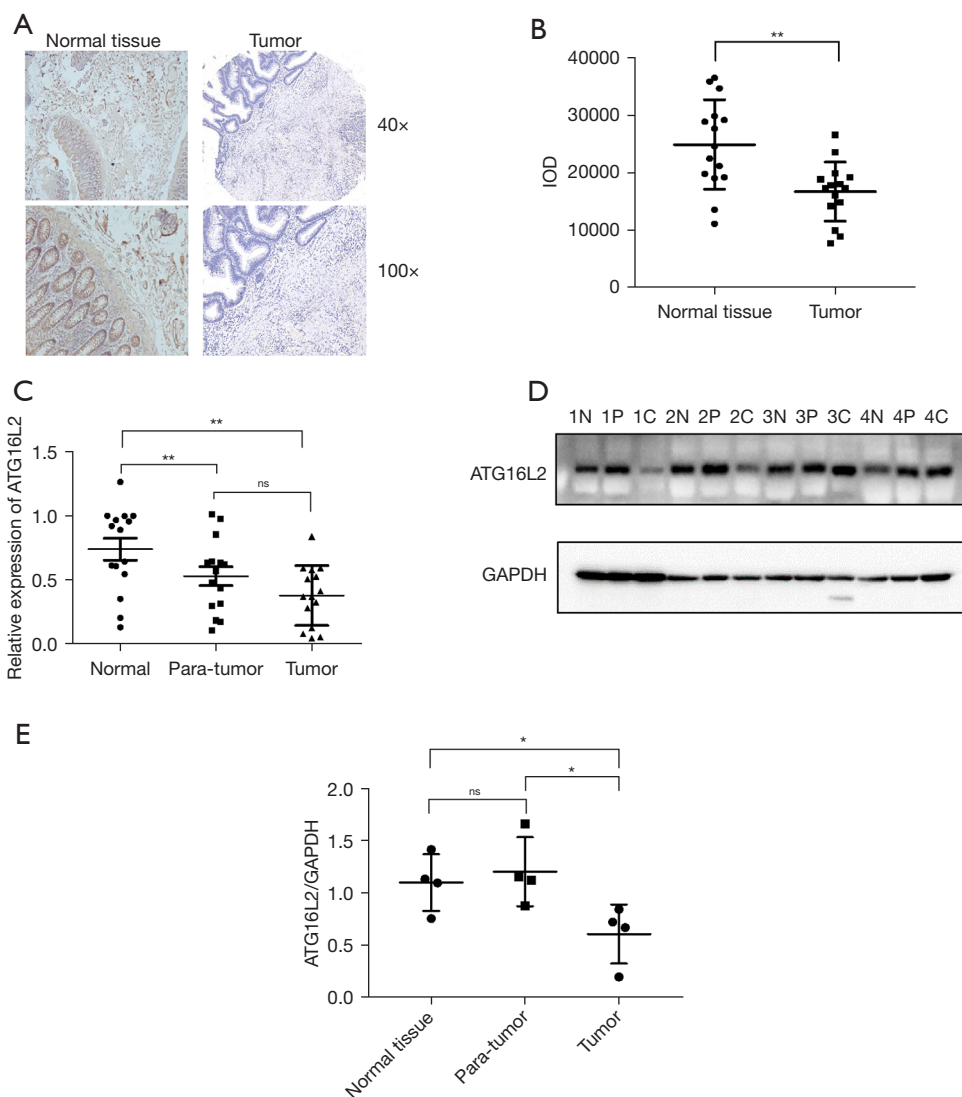 A
Normal tissue Tumor
40×
100×
B
**
IOD
40000
30000
20000
10000
0
Normal tissue Tumor
C
**
**
ns
Relative expression of ATG16L2
1.5
1.0
0.5
0.0
Normal Para-tumor Tumor
D
1N 1P 1C 2N 2P 2C 3N 3P 3C 4N 4P 4C
ATG16L2
GAPDH
E
*
*
ns
ATG16L2/GAPDH
2.0
1.5
1.0
0.5
0.0
Normal tissue
Para-tumor
Tumor